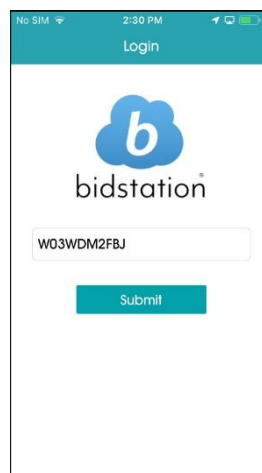 No SIM 2:30 PM
Login
b
bidstation®
W03WDM2FBJ
Submit